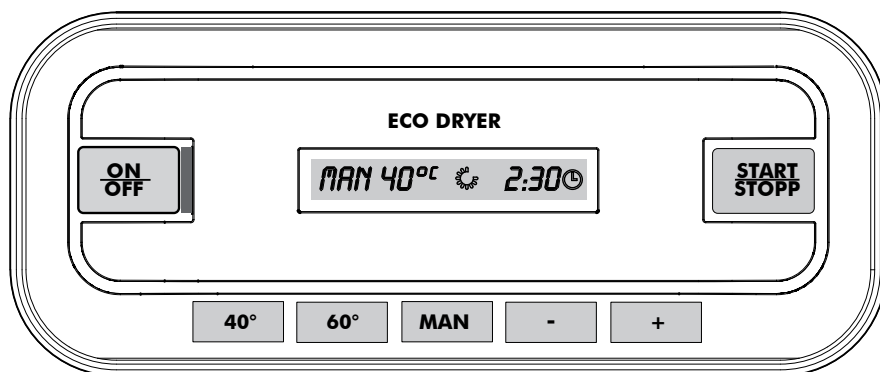 ECO DRYER
ON
OFF
MAN 40°C 2:30
START
STOPP
40° 60° MAN - +